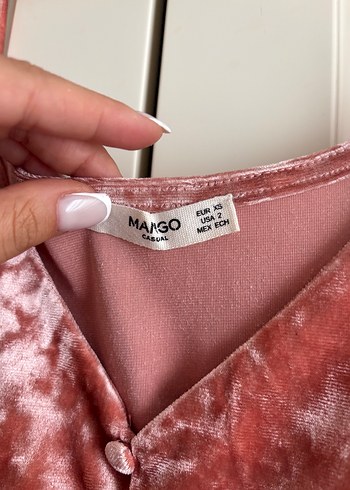 MANGO
CASUAL
EUR XS
USA 2
MEX ECH